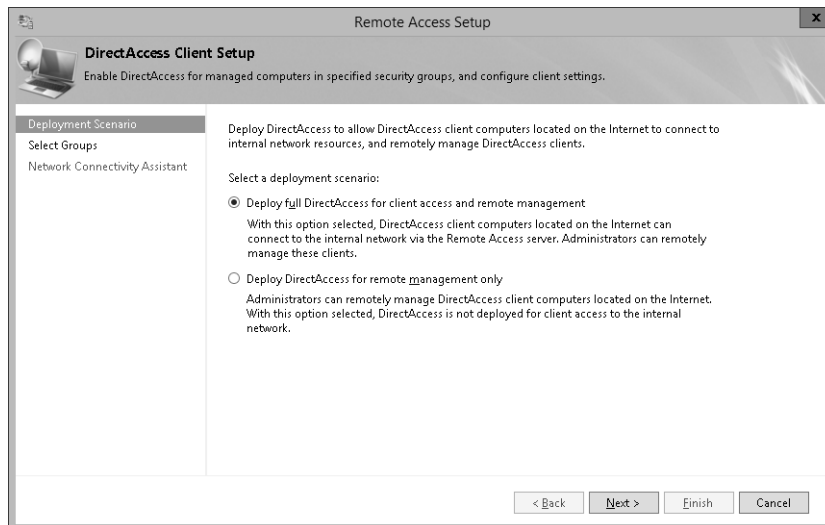 Remote Access Setup
x
DirectAccess Client Setup
Enable DirectAccess for managed computers in specified security groups, and configure client settings.
Deployment Scenario
Select Groups
Network Connectivity Assistant
Deploy DirectAccess to allow DirectAccess client computers located on the Internet to connect to
internal network resources, and remotely manage DirectAccess clients.
Select a deployment scenario:
Deploy full DirectAccess for client access and remote management
With this option selected, DirectAccess client computers located on the Internet can
connect to the internal network via the Remote Access server. Administrators can remotely
manage these clients.
Deploy DirectAccess for remote management only
Administrators can remotely manage DirectAccess client computers located on the Internet.
With this option selected, DirectAccess is not deployed for client access to the internal
network.
< Back
Next >
Finish
Cancel